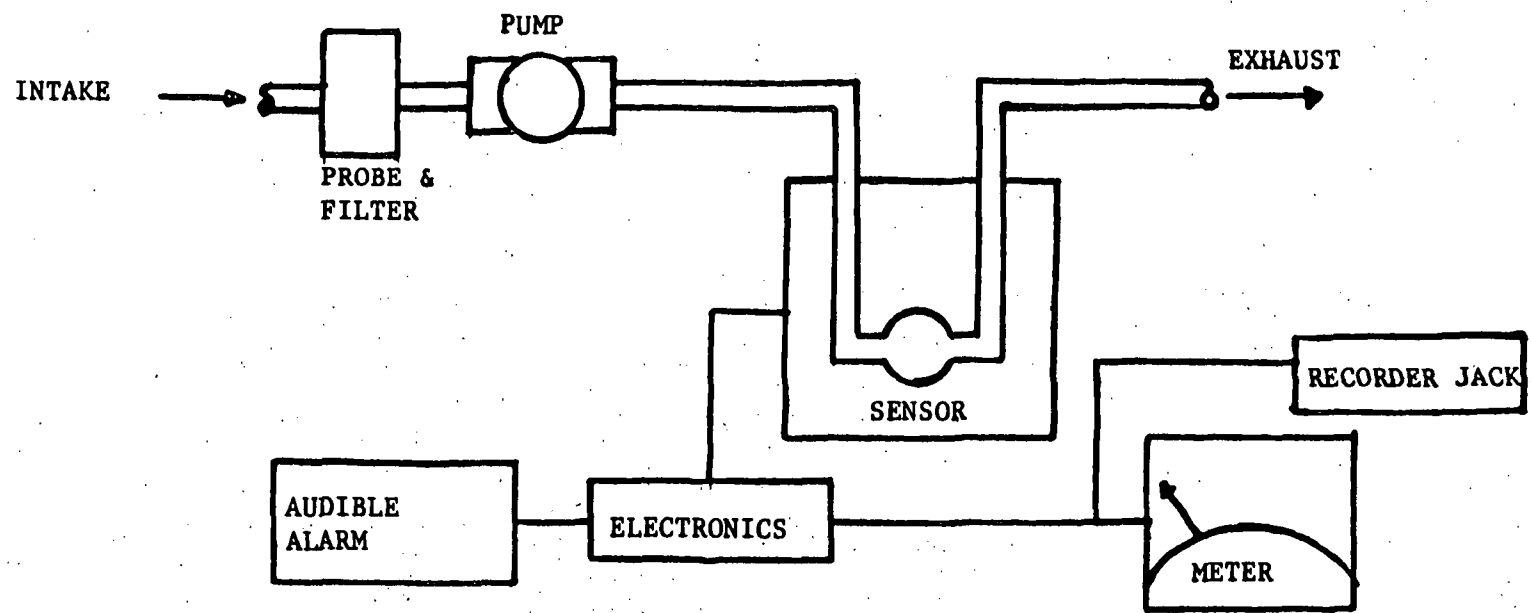 PUMP
INTAKE
EXHAUST
PROBE &
FILTER
SENSOR
RECORDER JACK
AUDIBLE
ALARM
ELECTRONICS
METER